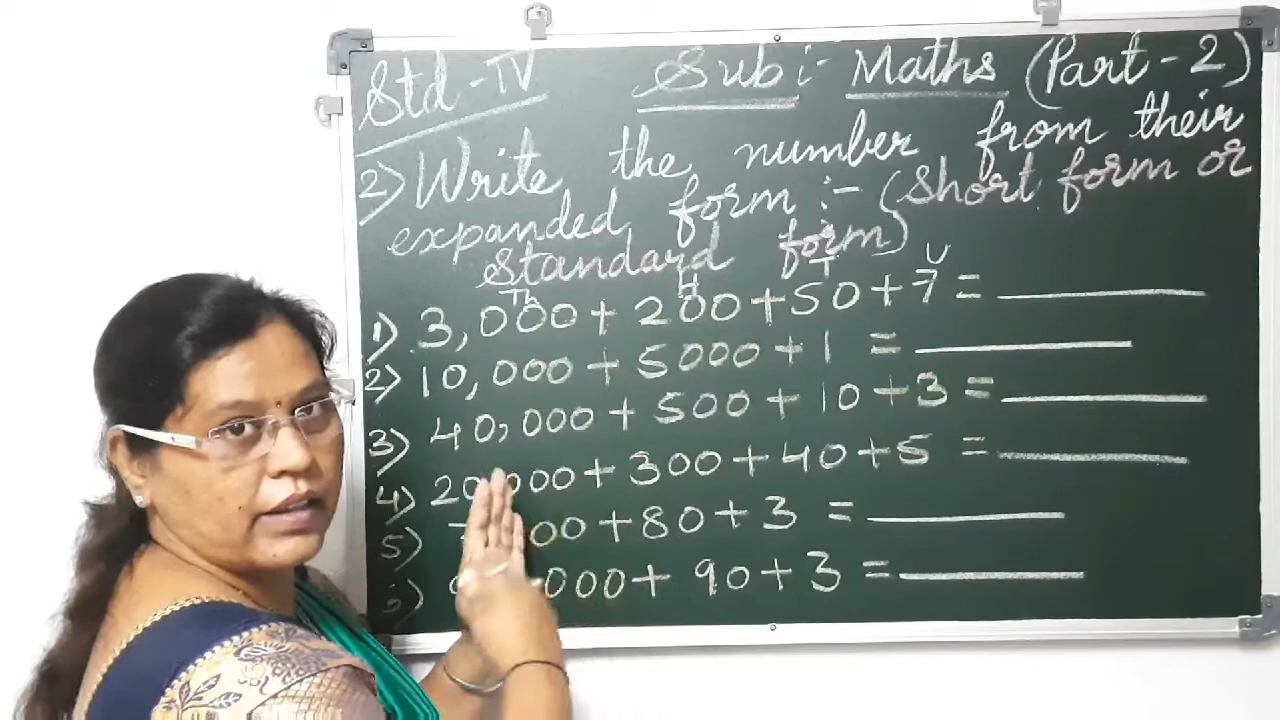 Std-IV Sub:- Maths (Part-2)
2) Write the number from their
expanded form :- (Short form or
Standard form)
Th H T U
1) 3,000 + 200 + 50 + 7 =
2) 10,000 + 5000 + 1 =
3) 40,000 + 500 + 10 + 3 =
4) 20,000 + 300 + 40 + 5 =
5) 00 + 80 + 3 =
6) 000 + 90 + 3 =